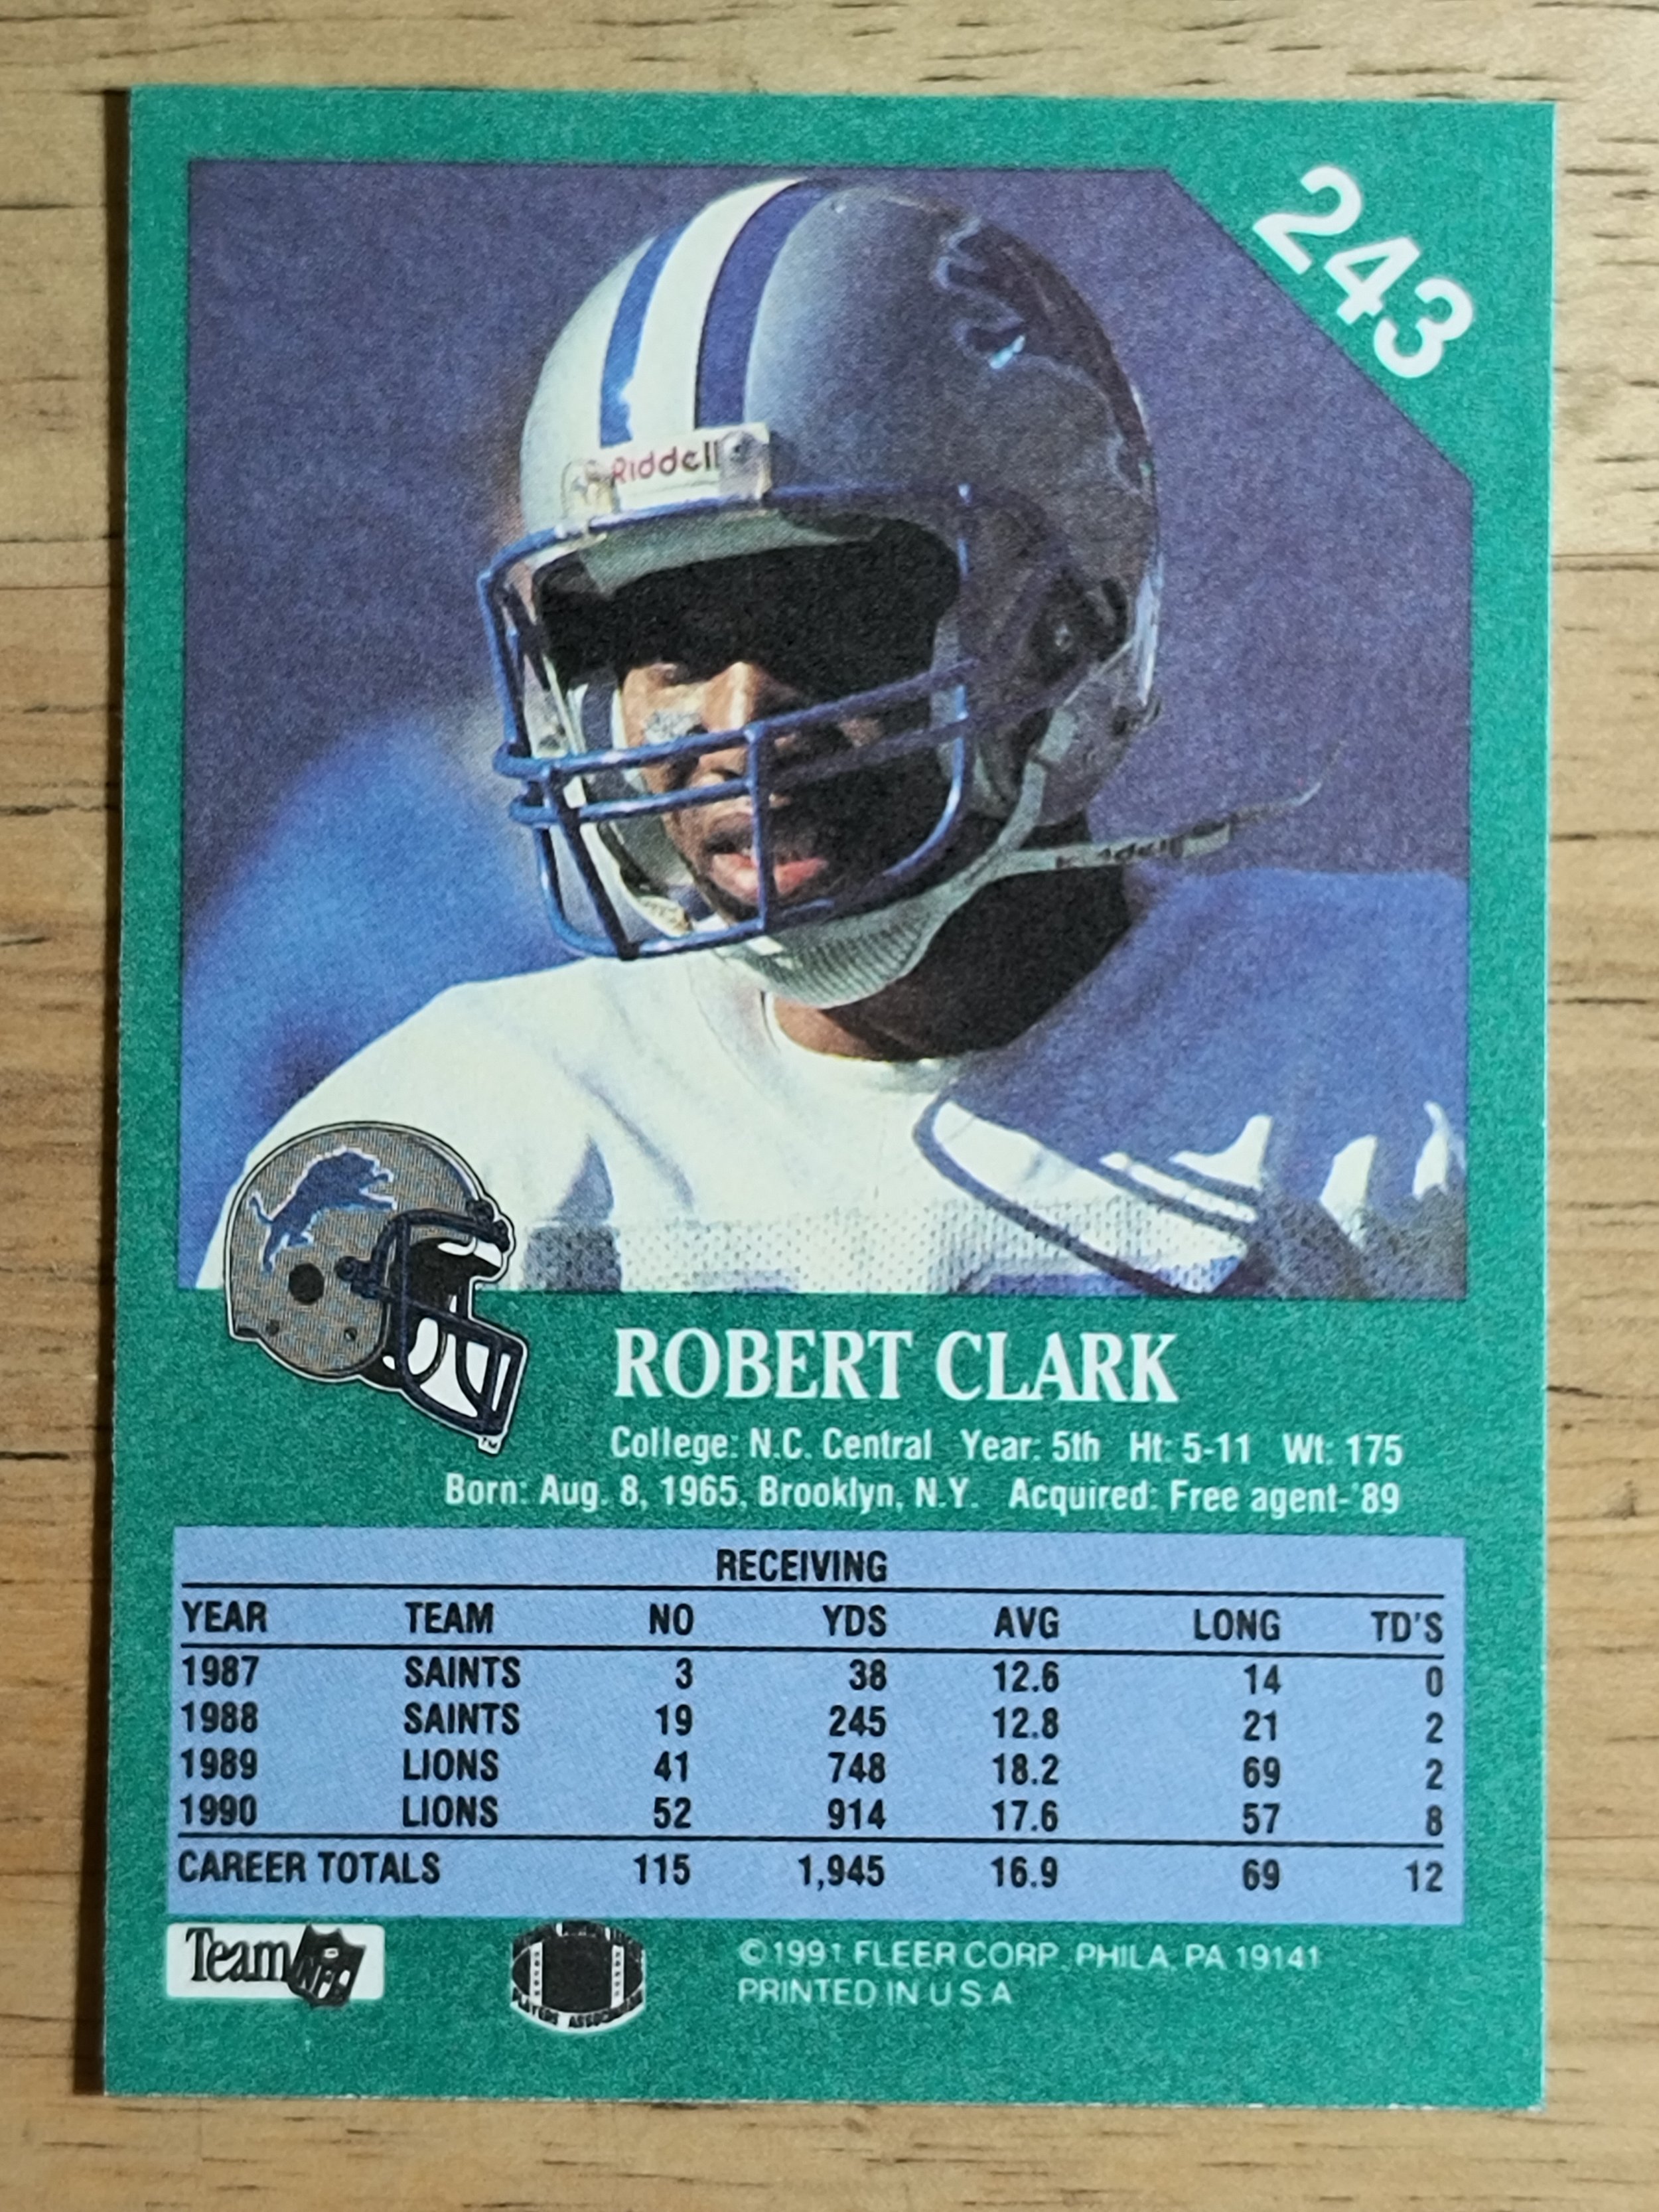 243
Riddell
Riddell
ROBERT CLARK
College: N.C. Central Year: 5th Ht: 5-11 Wt: 175
Born: Aug. 8, 1965, Brooklyn, N.Y. Acquired: Free agent-'89
RECEIVING
YEAR TEAM NO YDS AVG LONG TD'S
1987 SAINTS 3 38 12.6 14 0
1988 SAINTS 19 245 12.8 21 2
1989 LIONS 41 748 18.2 69 2
1990 LIONS 52 914 17.6 57 8
CAREER TOTALS 115 1,945 16.9 69 12
Team NFL
PLAYERS ASSOCIATION
© 1991 FLEER CORP. PHILA. PA 19141
PRINTED IN U S A
TM